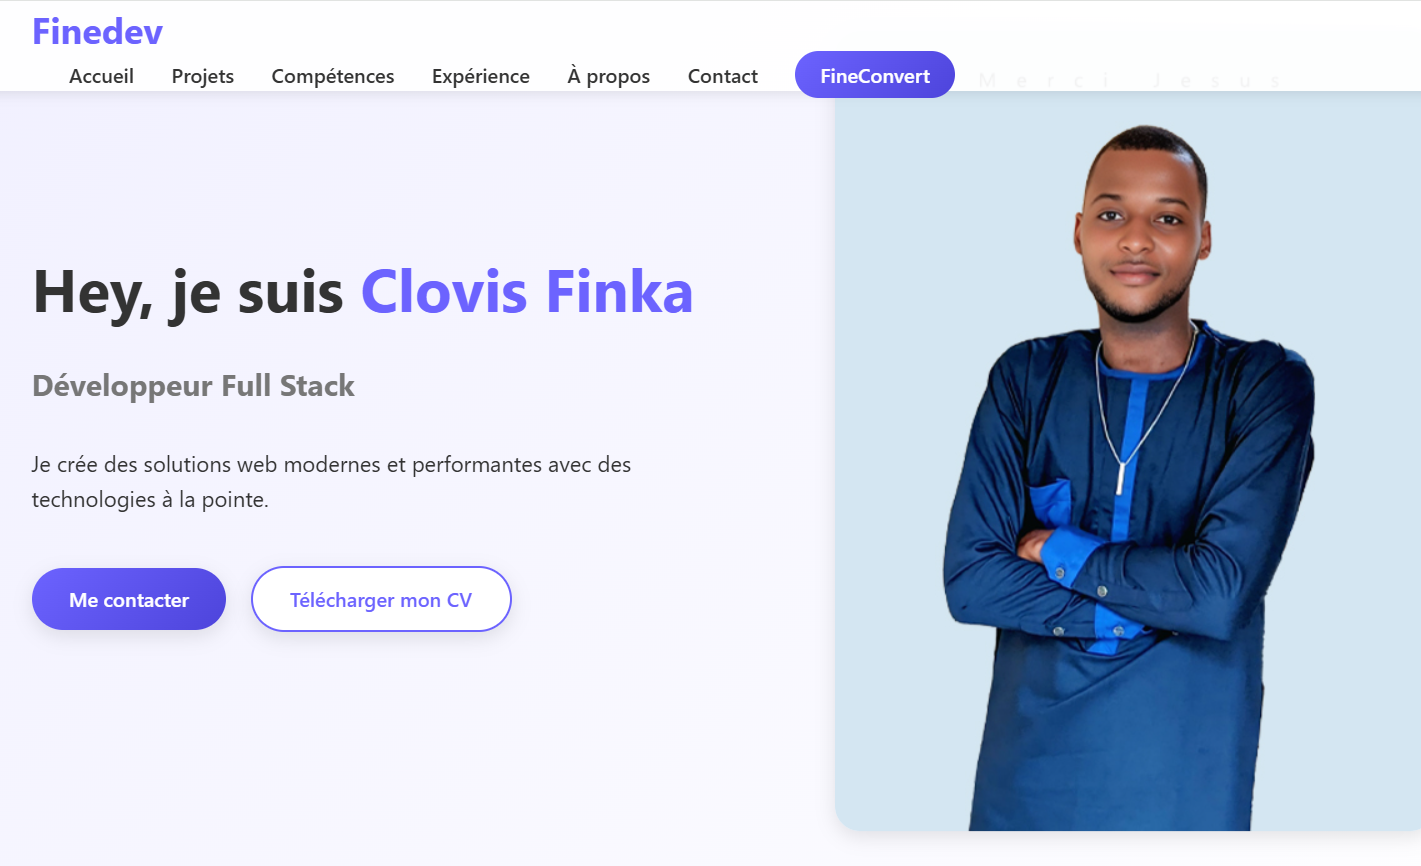 Finedev
Accueil Projets Compétences Expérience À propos Contact FineConvert
Merci Jesus
Hey, je suis Clovis Finka
Développeur Full Stack
Je crée des solutions web modernes et performantes avec des
technologies à la pointe.
Me contacter Télécharger mon CV